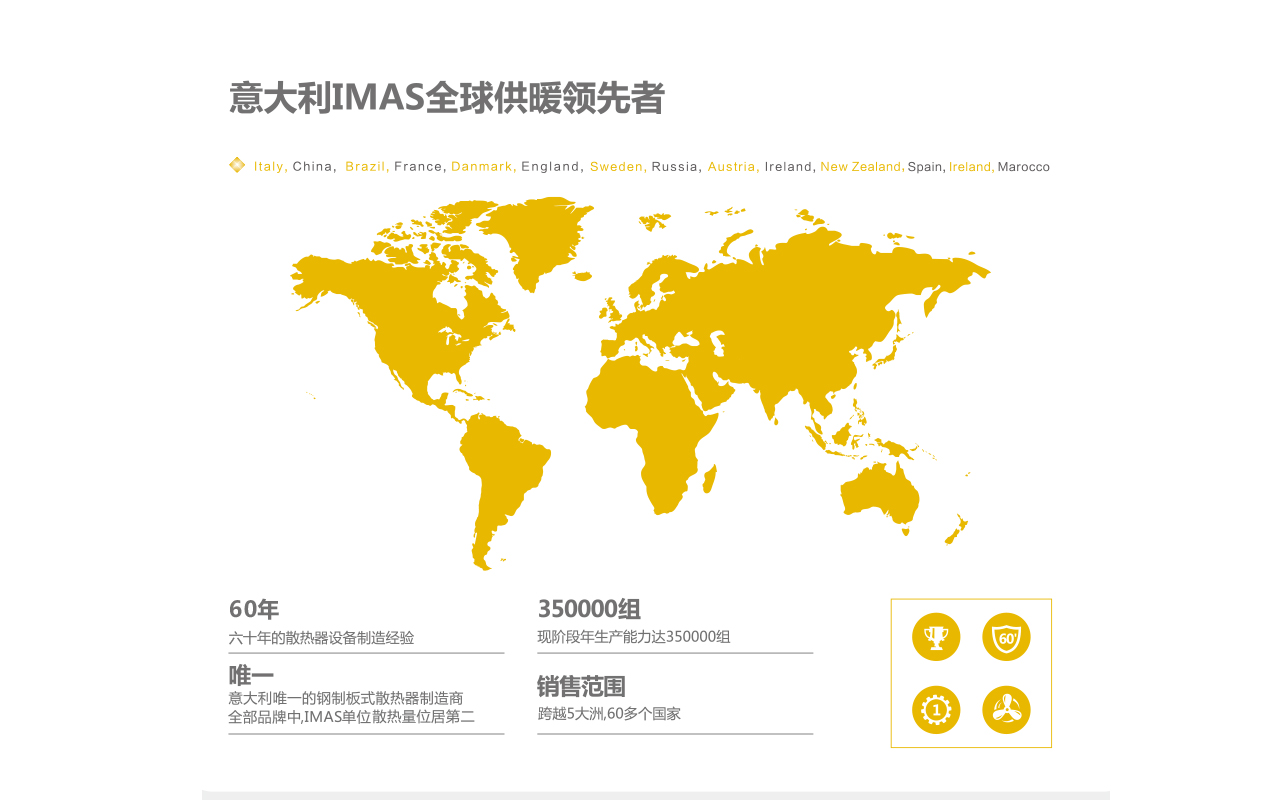 意大利IMAS全球供暖领先者
Italy, China, Brazil, France, Danmark, England, Sweden, Russia, Austria, Ireland, New Zealand, Spain, Ireland, Marocco
60年
六十年的散热器设备制造经验
唯一
意大利唯一的钢制板式散热器制造商
全部品牌中,IMAS单位散热量位居第二
350000组
现阶段年生产能力达350000组
销售范围
跨越5大洲,60多个国家
60'
1